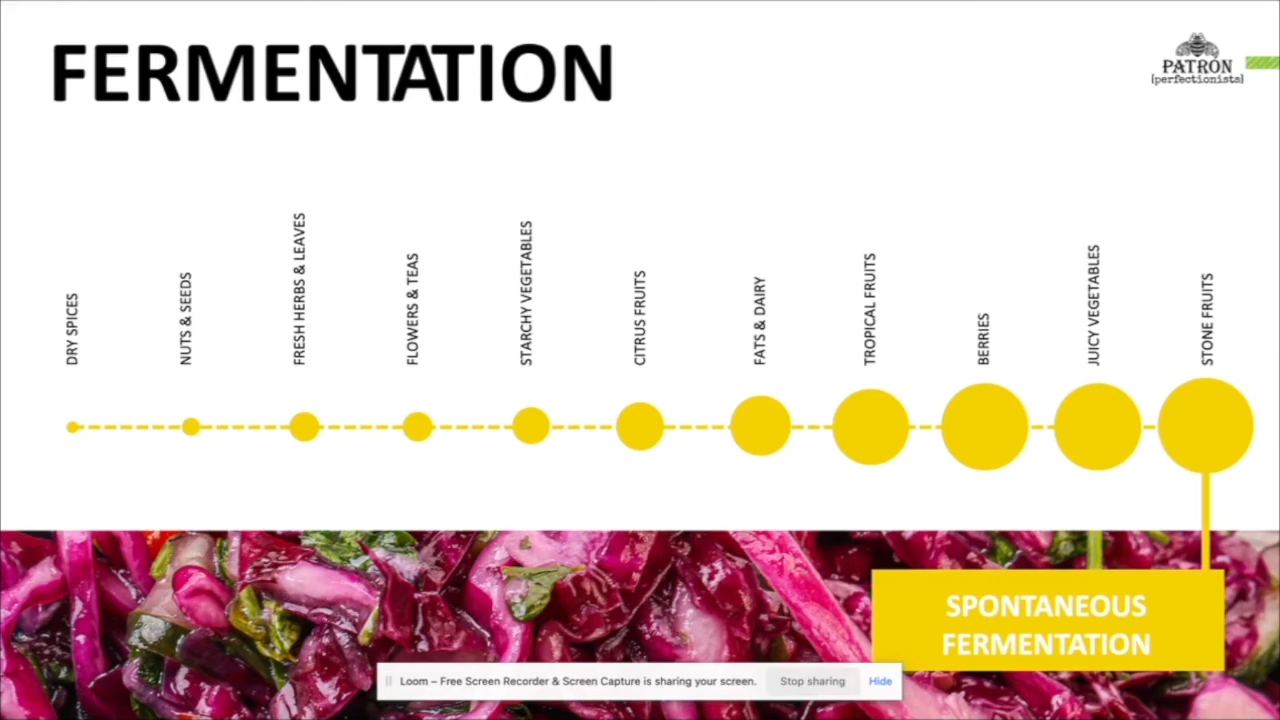 FERMENTATION
PATRÓN
[perfectionists]
DRY SPICES
NUTS & SEEDS
FRESH HERBS & LEAVES
FLOWERS & TEAS
STARCHY VEGETABLES
CITRUS FRUITS
FATS & DAIRY
TROPICAL FRUITS
BERRIES
JUICY VEGETABLES
STONE FRUITS
SPONTANEOUS
FERMENTATION
Loom – Free Screen Recorder & Screen Capture is sharing your screen.
Stop sharing
Hide